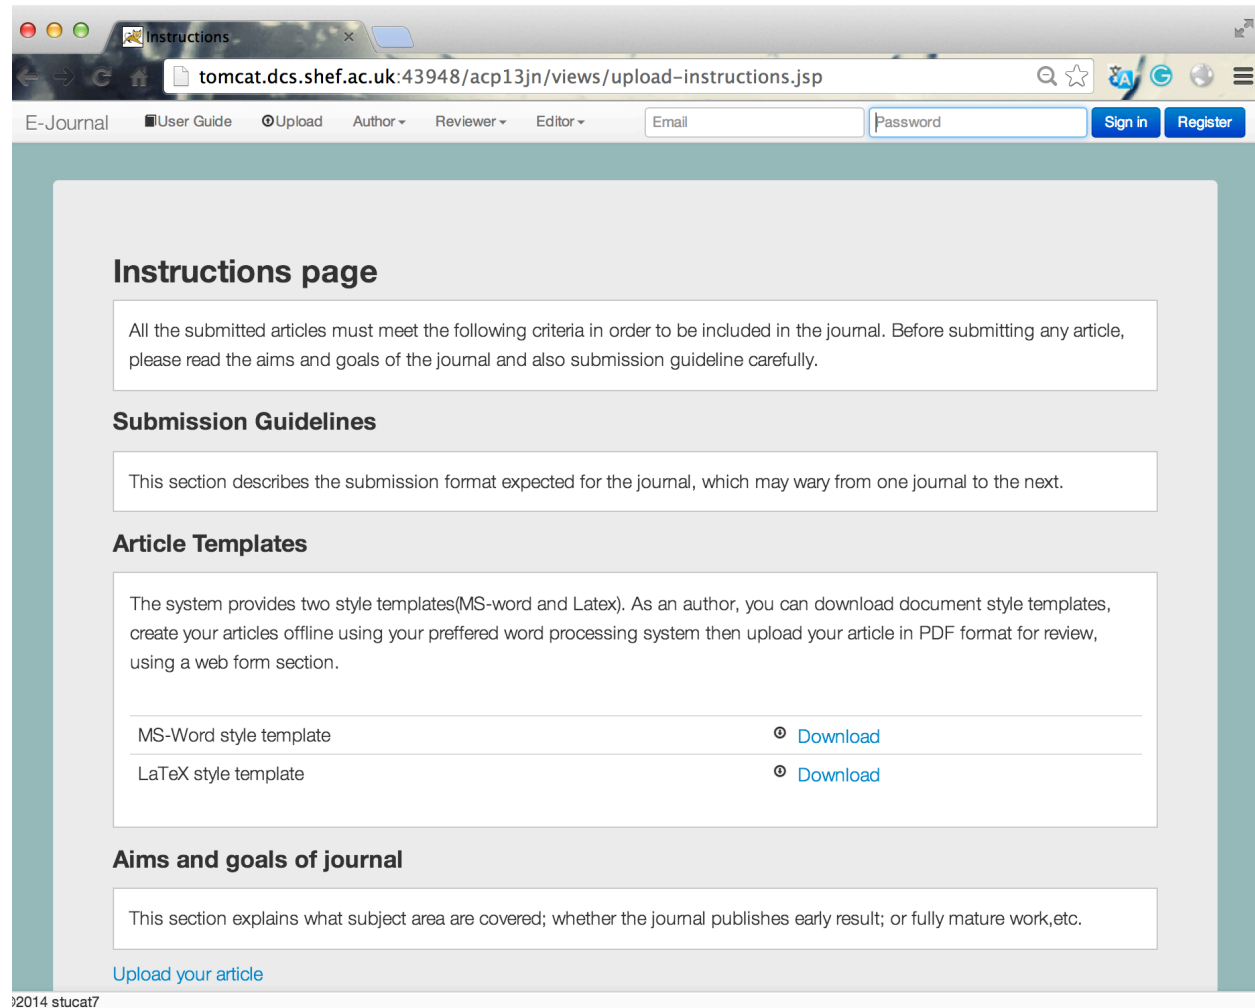 Instructions
tomcat.dcs.shef.ac.uk:43948/acp13jn/views/upload-instructions.jsp
E-Journal User Guide Upload Author Reviewer Editor Email Password Sign in Register
Instructions page
All the submitted articles must meet the following criteria in order to be included in the journal. Before submitting any article,
please read the aims and goals of the journal and also submission guideline carefully.
Submission Guidelines
This section describes the submission format expected for the journal, which may wary from one journal to the next.
Article Templates
The system provides two style templates(MS-word and Latex). As an author, you can download document style templates,
create your articles offline using your preffered word processing system then upload your article in PDF format for review,
using a web form section.
MS-Word style template Download
LaTeX style template Download
Aims and goals of journal
This section explains what subject area are covered; whether the journal publishes early result; or fully mature work,etc.
Upload your article
©2014 stucat7